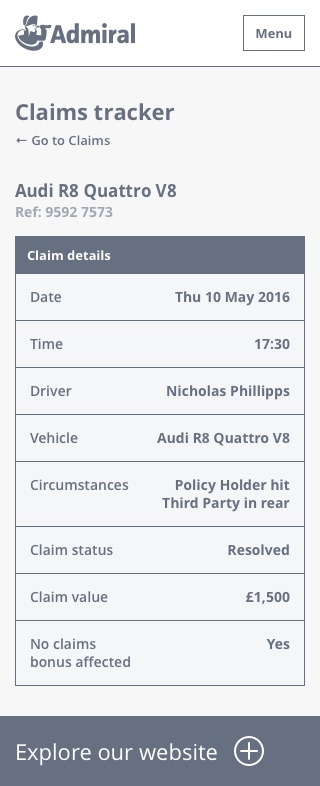 Admiral
Menu
Claims tracker
← Go to Claims
Audi R8 Quattro V8
Ref: 9592 7573
Claim details
Date Thu 10 May 2016
Time 17:30
Driver Nicholas Phillipps
Vehicle Audi R8 Quattro V8
Circumstances Policy Holder hit
Third Party in rear
Claim status Resolved
Claim value £1,500
No claims Yes
bonus affected
Explore our website